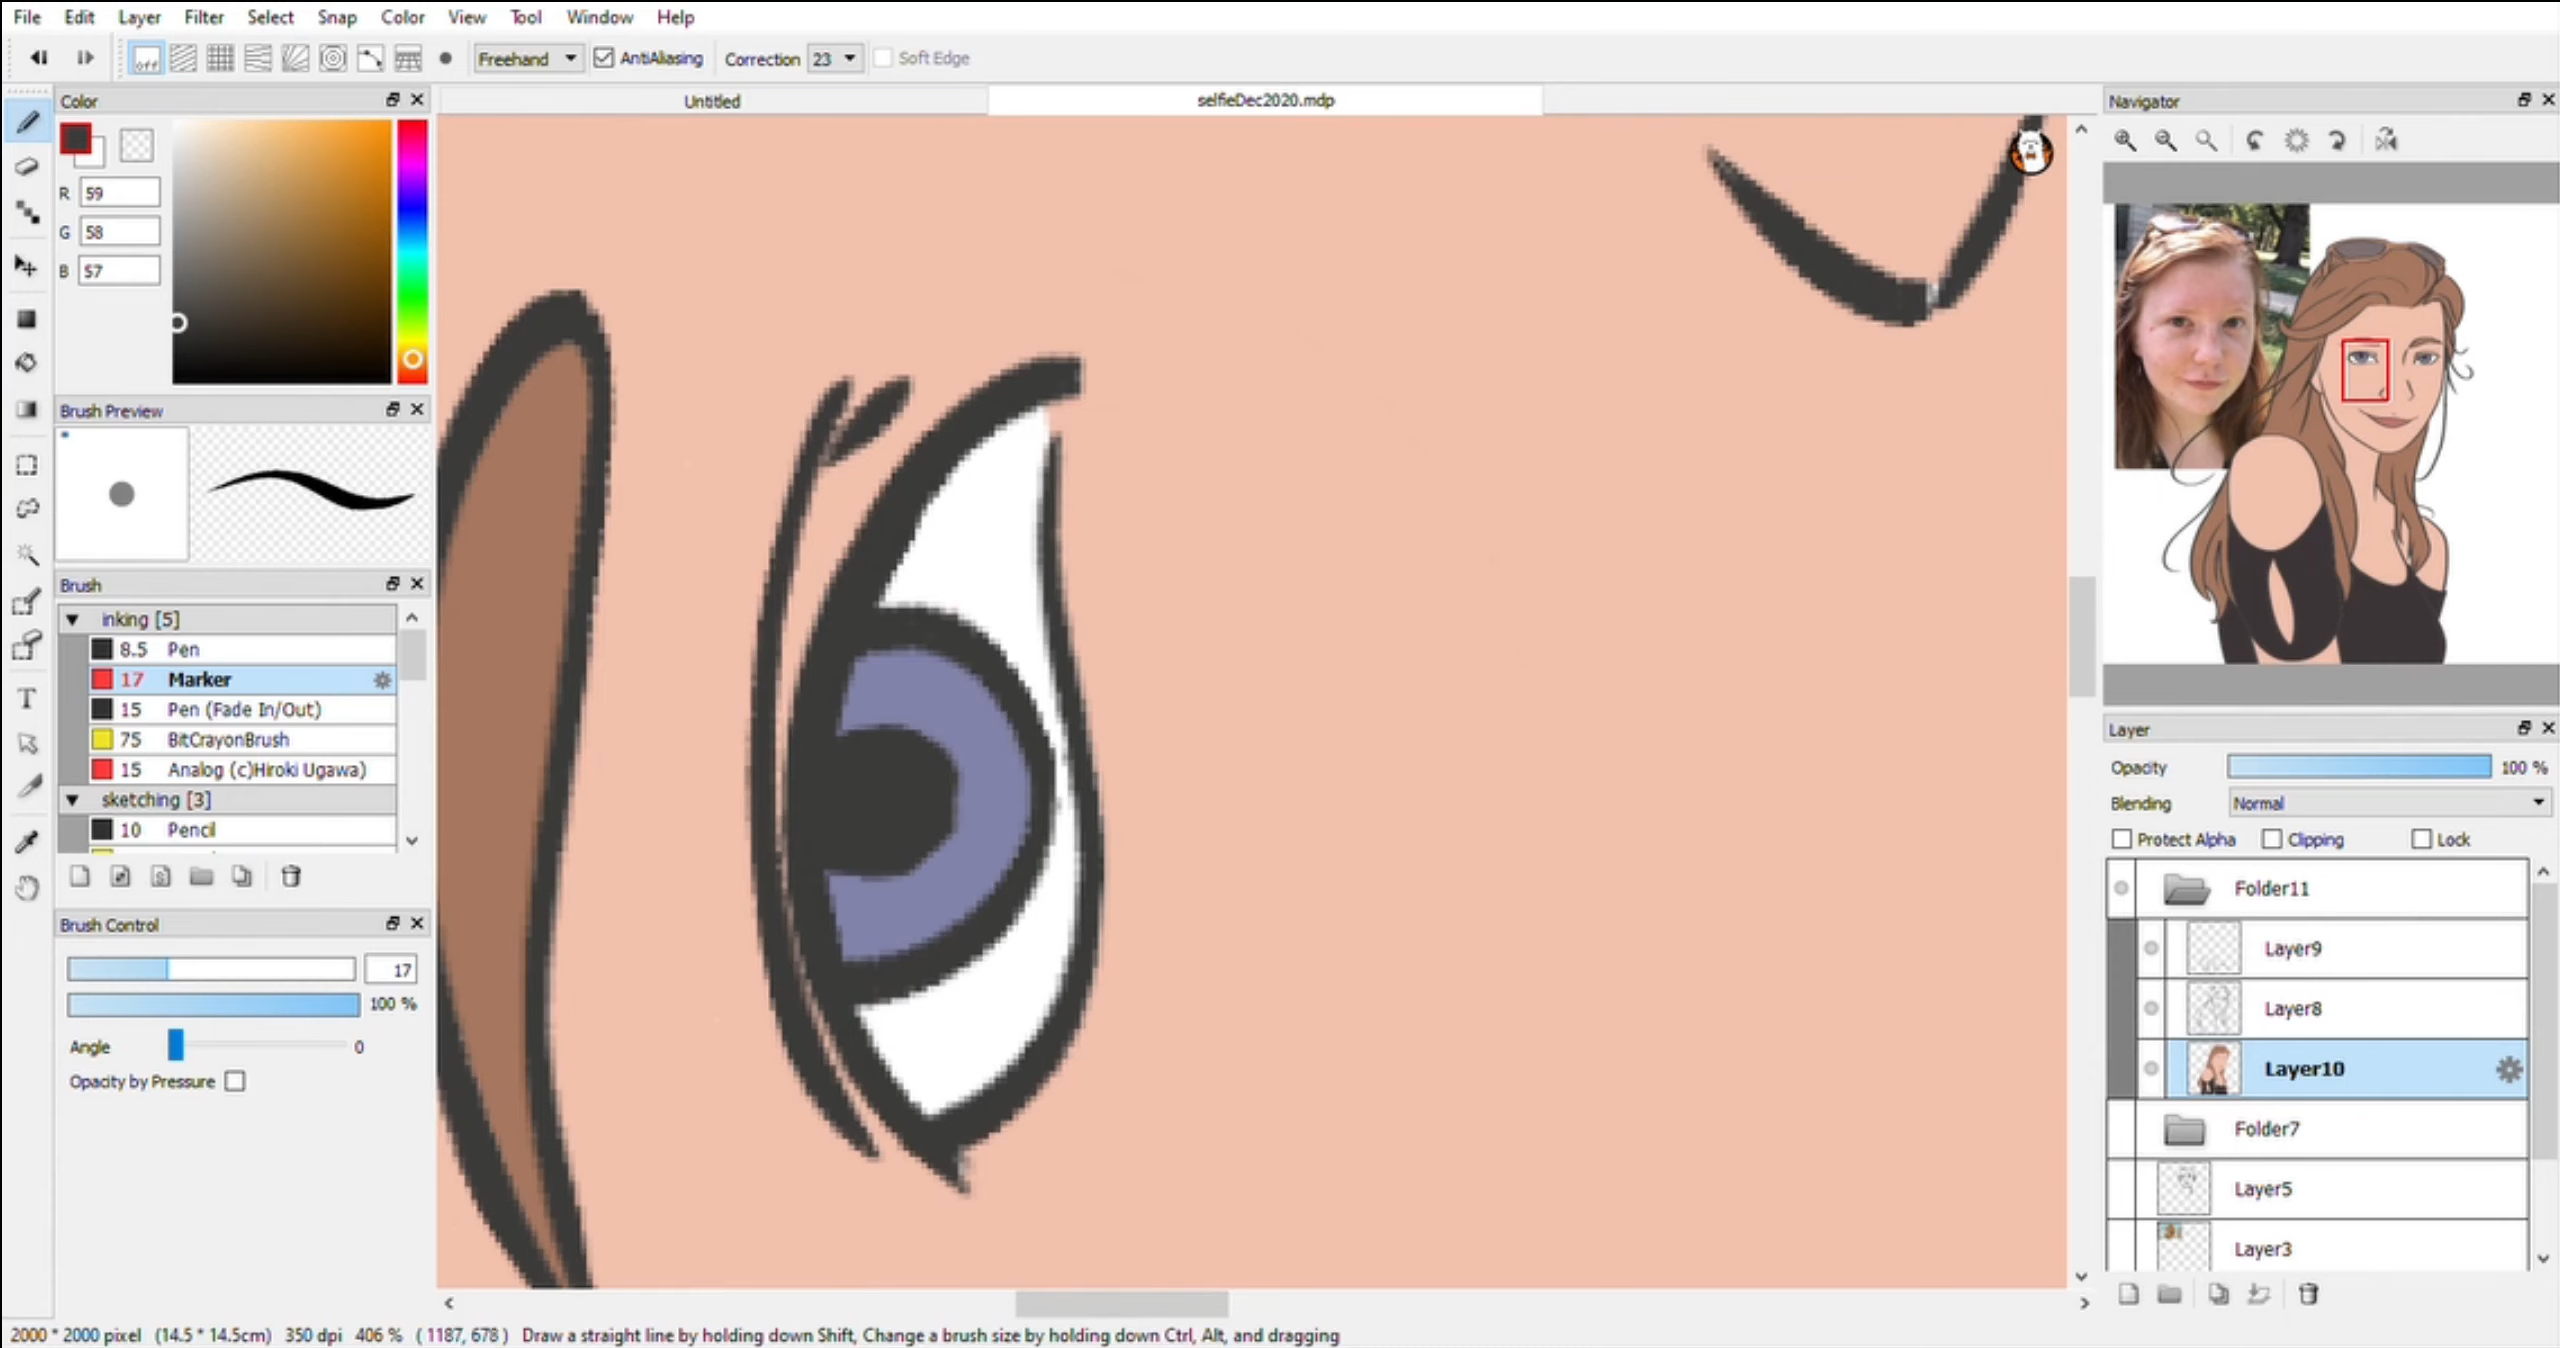 File Edit Layer Filter Select Snap Color View Tool Window Help
off Freehand AntiAliasing Correction 23 Soft Edge
Color
Untitled
selfieDec2020.mdp
Navigator
R 59
G 58
B 57
Brush Preview
Brush
inking [5]
8.5 Pen
17 Marker
15 Pen (Fade In/Out)
75 BitCrayonBrush
15 Analog (c)Hiroki Ugawa)
sketching [3]
10 Pencil
Brush Control
17
100 %
Angle 0
Opacity by Pressure
Layer
Opacity 100 %
Blending Normal
Protect Alpha Clipping Lock
Folder11
Layer9
Layer8
Layer10
Folder7
Layer5
Layer3
2000 * 2000 pixel (14.5 * 14.5cm) 350 dpi 406 % ( 1187, 678 ) Draw a straight line by holding down Shift, Change a brush size by holding down Ctrl, Alt, and dragging